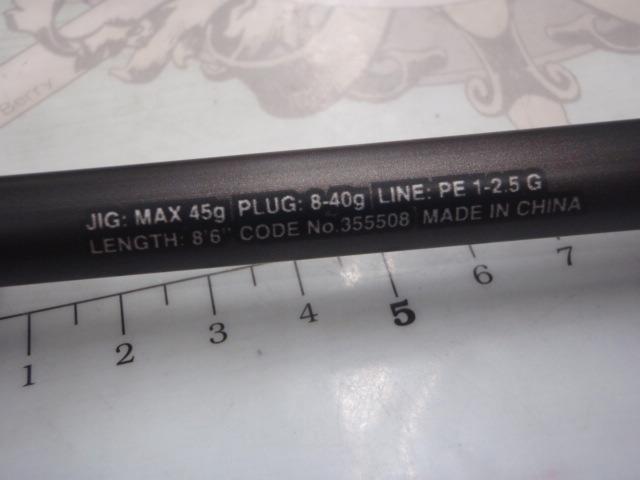 Berry
JIG: MAX 45g PLUG: 8-40g LINE: PE 1-2.5 G
LENGTH: 8'6" CODE No.355508 MADE IN CHINA
1 2 3 4 5 6 7